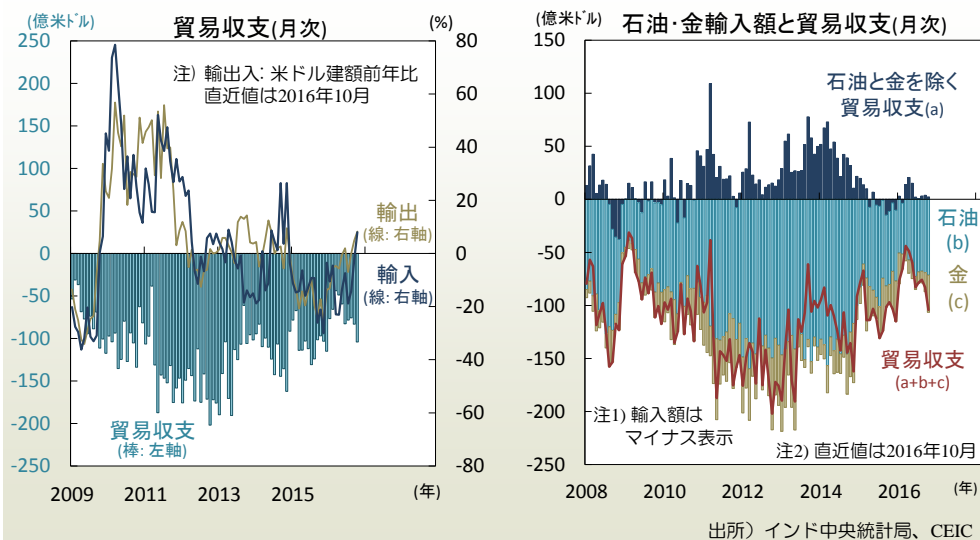 (億米ドル)
貿易収支(月次)
(%)
250
200
150
100
50
0
-50
-100
-150
-200
-250
80
60
40
20
0
-20
-40
-60
-80
注) 輸出入: 米ドル建額前年比
直近値は2016年10月
輸出
(線: 右軸)
輸入
(線: 右軸)
貿易収支
(棒: 左軸)
2009
2011
2013
2015
(年)
(億米ドル)
石油・金輸入額と貿易収支(月次)
150
100
50
0
-50
-100
-150
-200
-250
石油と金を除く
貿易収支(a)
石油
(b)
金
(c)
貿易収支
(a+b+c)
注1) 輸入額は
マイナス表示
注2) 直近値は2016年10月
2008
2010
2012
2014
2016
(年)
出所）インド中央統計局、CEIC